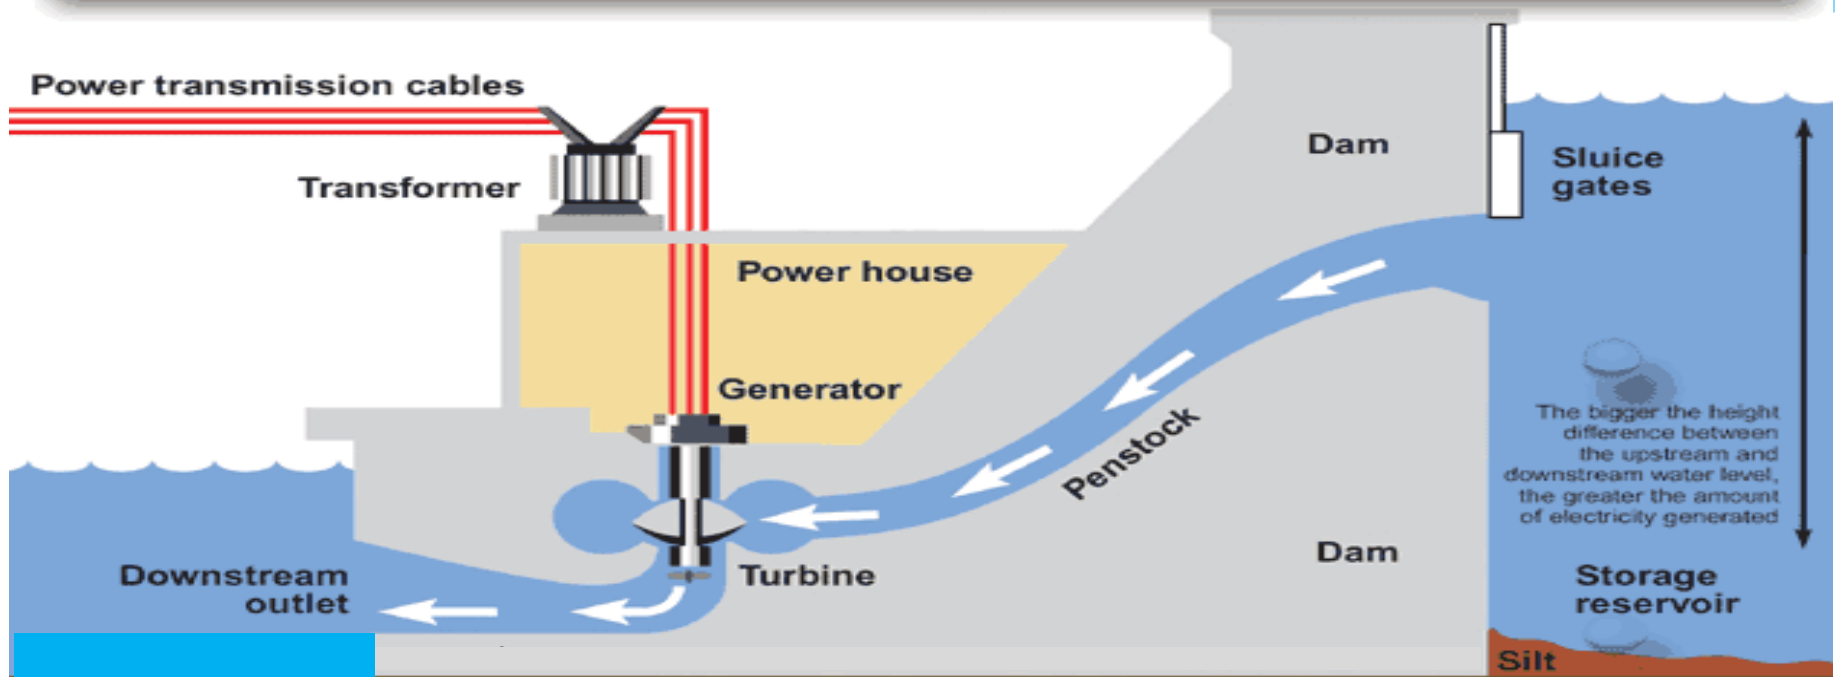 Power transmission cables
Transformer
Dam
Sluice
gates
Power house
Generator
Penstock
The bigger the height
difference between
the upstream and
downstream water level,
the greater the amount
of electricity generated
Dam
Turbine
Downstream
outlet
Storage
reservoir
Silt